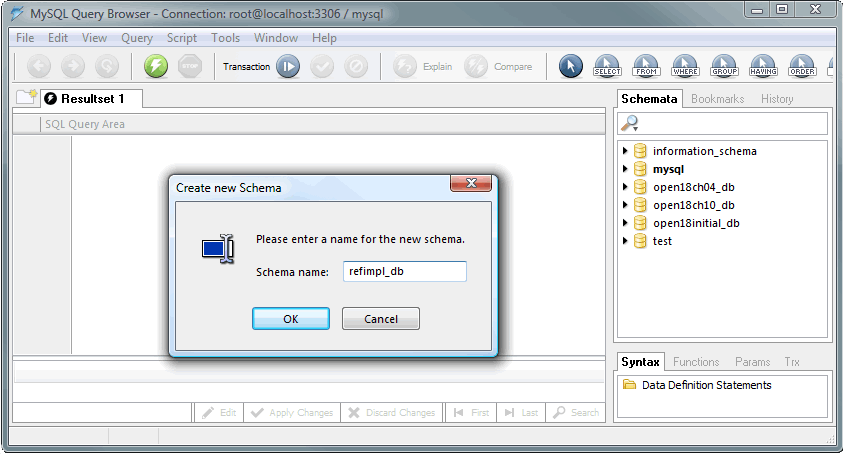 MySQL Query Browser - Connection: root@localhost:3306 / mysql
File Edit View Query Script Tools Window Help
STOP Transaction Explain Compare SELECT FROM WHERE GROUP HAVING ORDER
Resultset 1
SQL Query Area
Schemata Bookmarks History
information_schema
mysql
open18ch04_db
open18ch10_db
open18initial_db
test
Create new Schema
Please enter a name for the new schema.
Schema name: refimpl_db
OK Cancel
Syntax Functions Params Trx
Data Definition Statements
Edit Apply Changes Discard Changes First Last Search